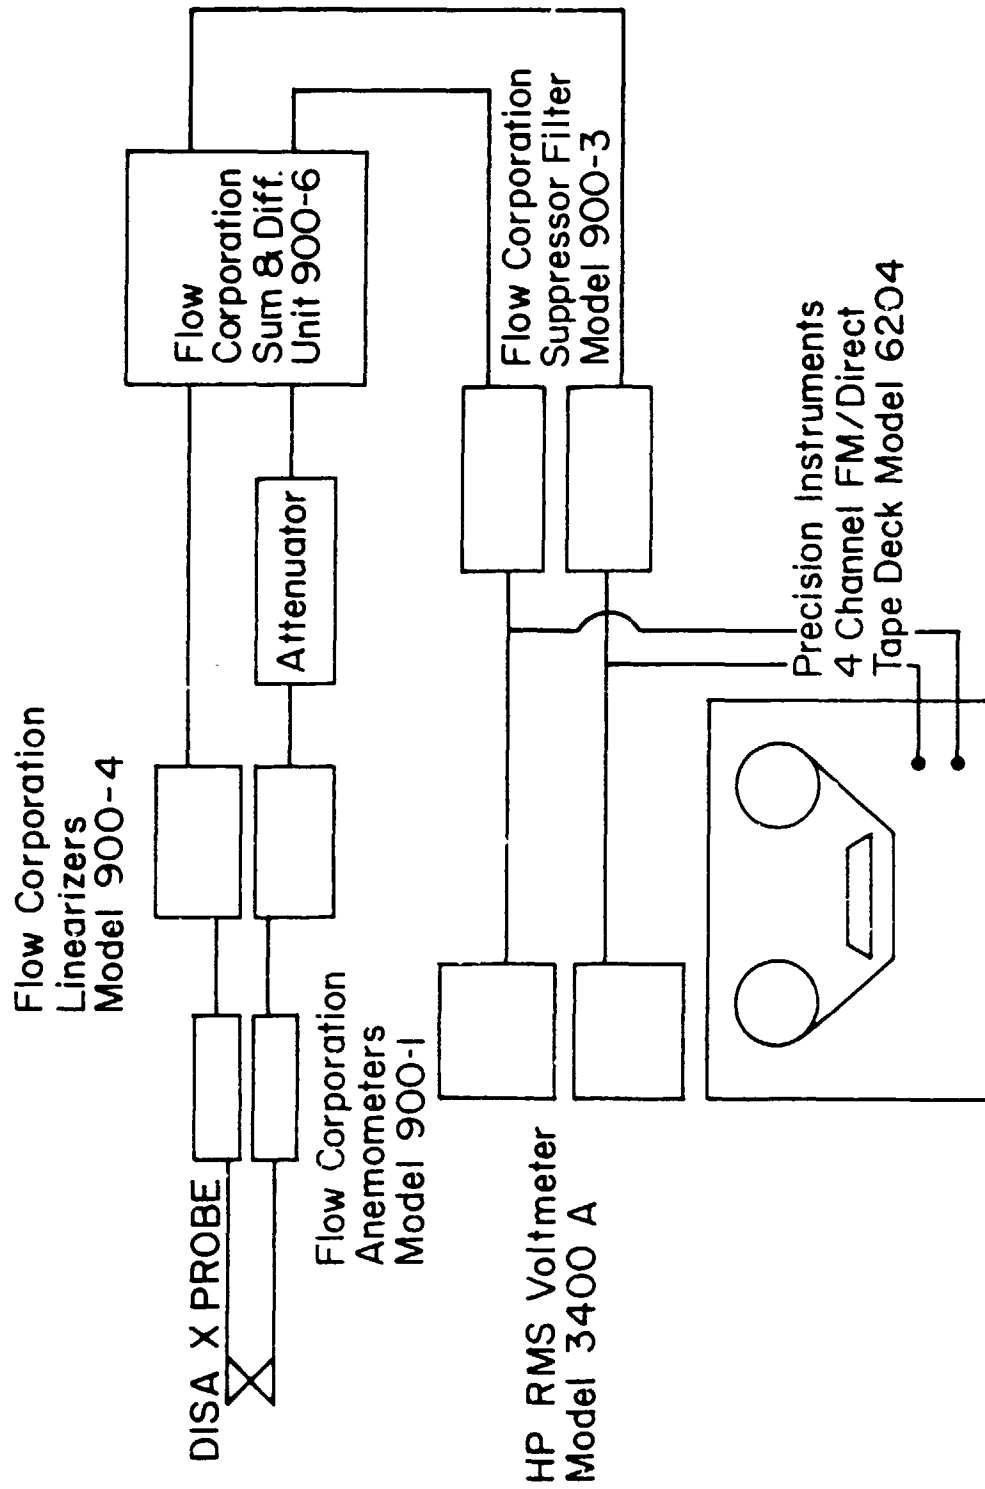 Flow Corporation
Linearizers
Model 900-4
DISA X PROBE
Flow Corporation
Anemometers
Model 900-1
Attenuator
Flow
Corporation
Sum & Diff.
Unit 900-6
Flow Corporation
Suppressor Filter
Model 900-3
HP RMS Voltmeter
Model 3400 A
Precision Instruments
4 Channel FM/Direct
Tape Deck Model 6204